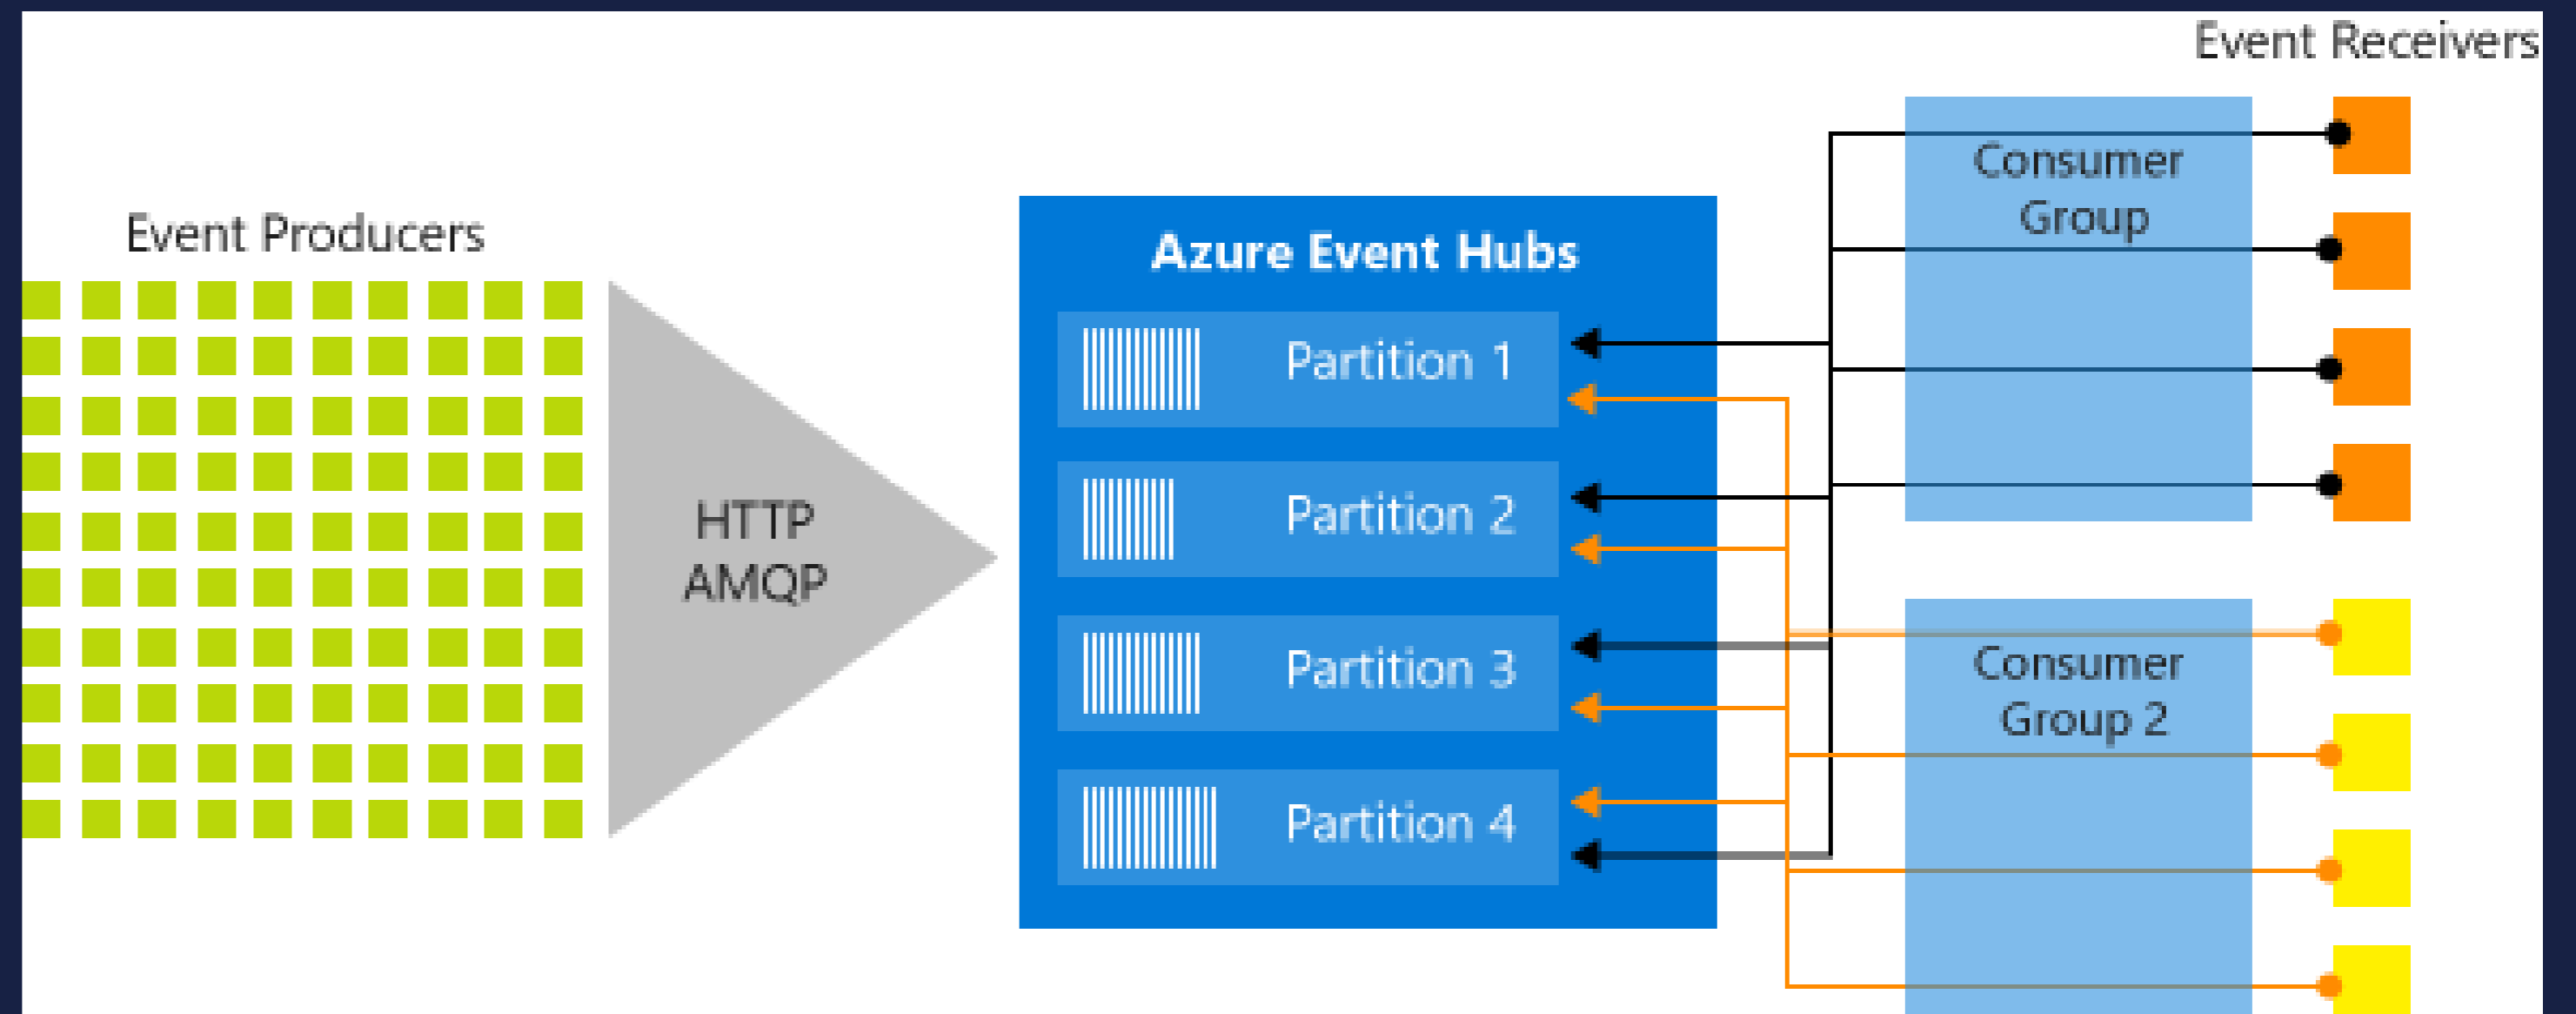 Event Receivers
Event Producers
HTTP
AMQP
Azure Event Hubs
Partition 1
Partition 2
Partition 3
Partition 4
Consumer
Group
Consumer
Group 2